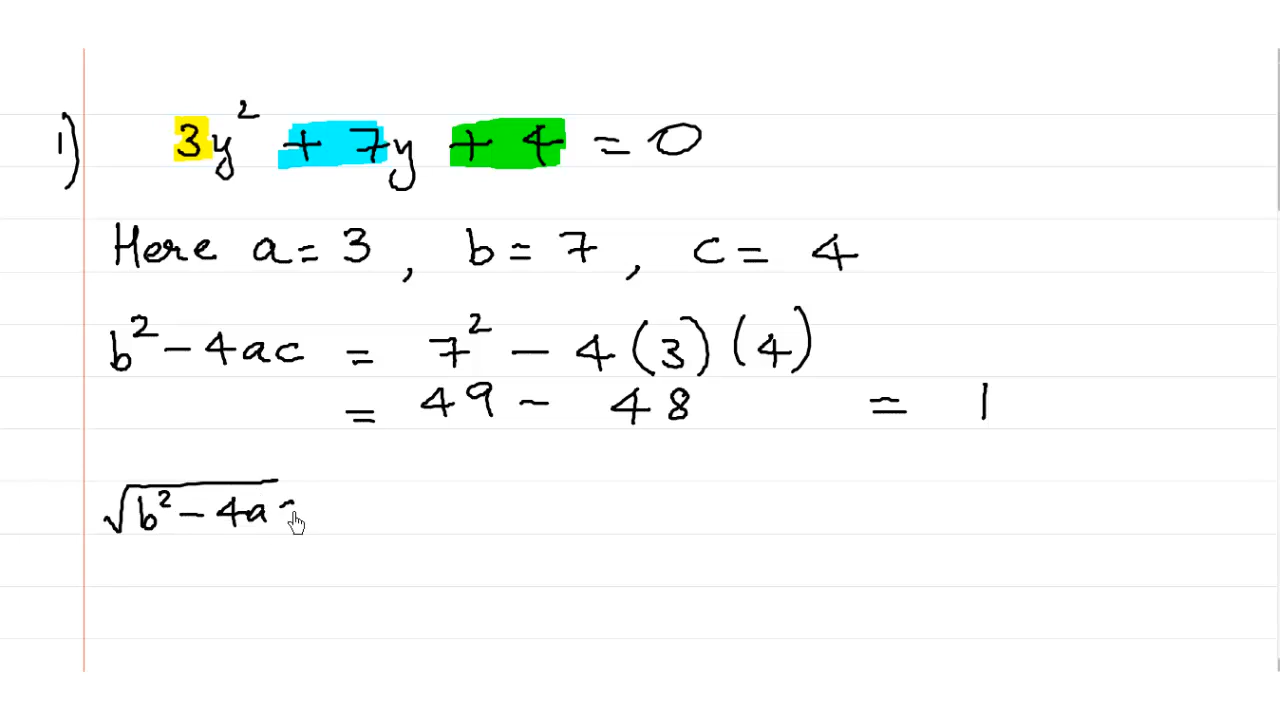 1) 3y² + 7y + 4 = 0
Here a = 3 , b = 7 , c = 4
b² - 4ac = 7² - 4(3)(4)
= 49 - 48 = 1
√b² - 4a